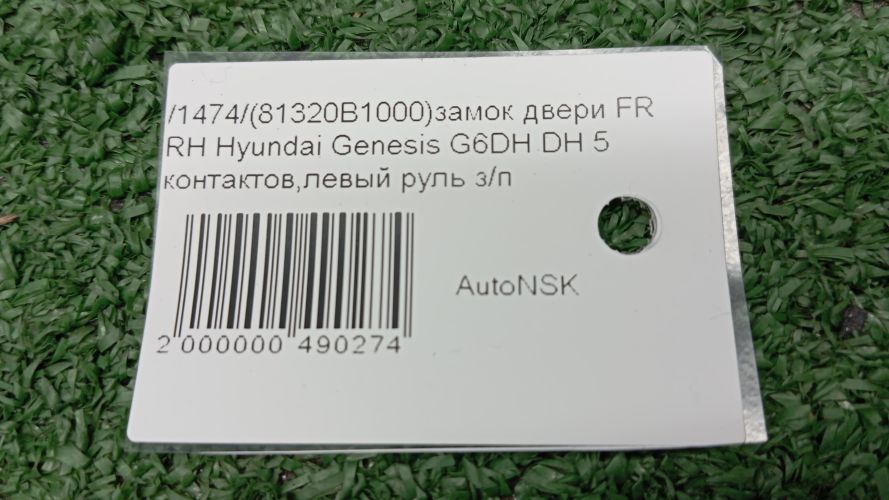 /1474/(81320B1000)замок двери FR
RH Hyundai Genesis G6DH DH 5
контактов,левый руль з/п
AutoNSK
2 000000 490274